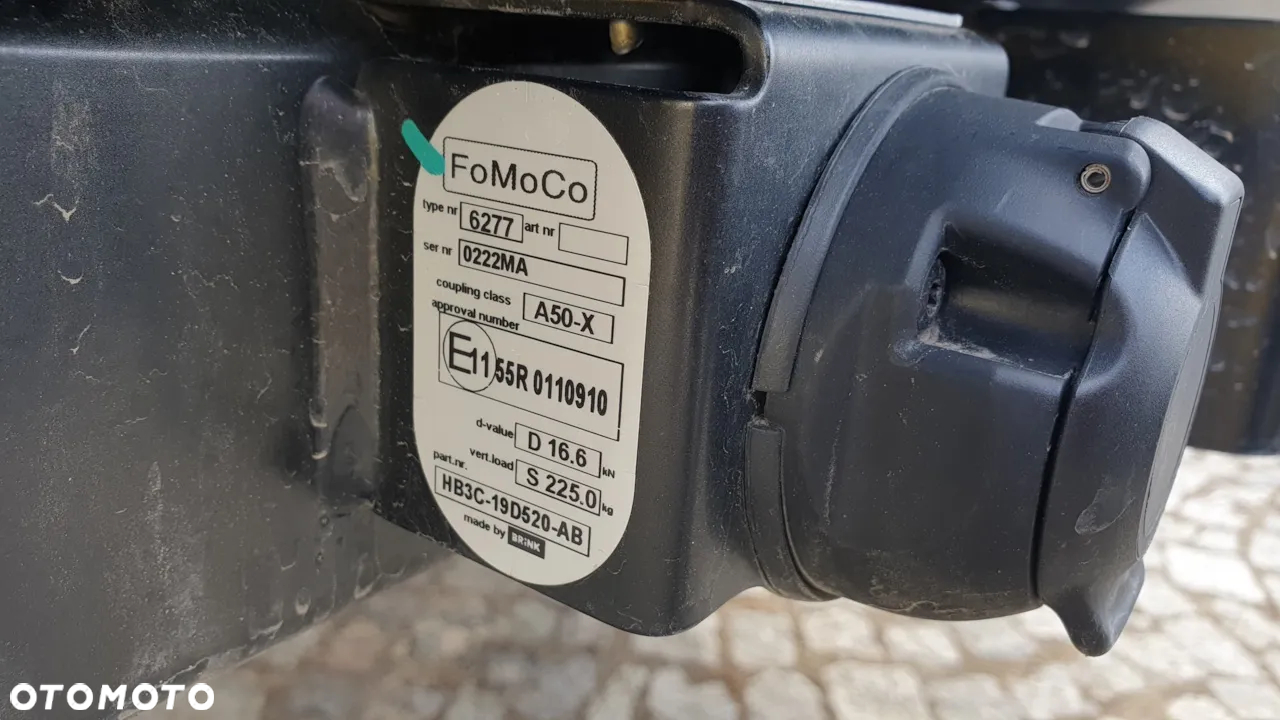 FoMoCo
type nr 6277 art nr
ser nr 0222MA
coupling class A50-X
approval number
E11 55R 0110910
d-value D 16.6 kN
vert.load S 225.0 kg
part.nr.
HB3C-19D520-AB
made by BRINK
OTOMOTO